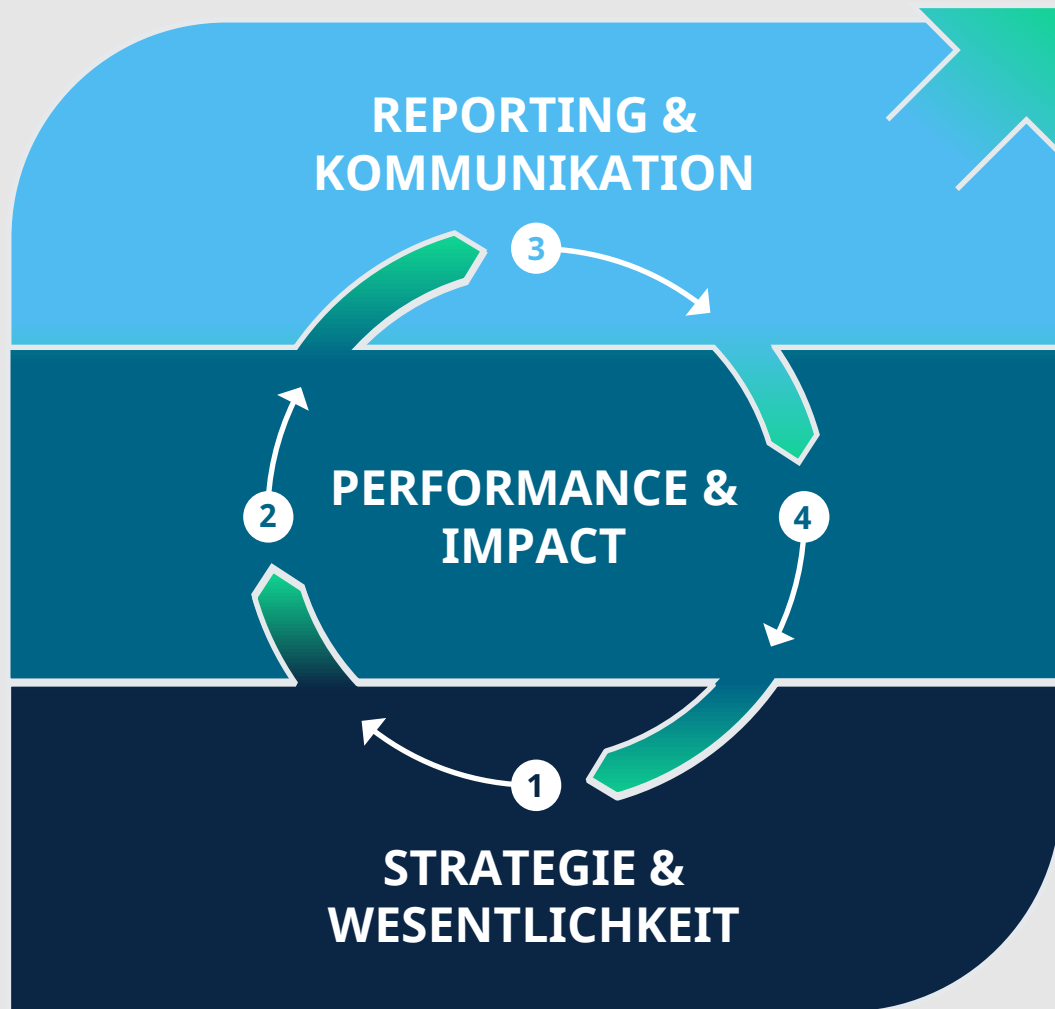 REPORTING &
KOMMUNIKATION
3
PERFORMANCE &
IMPACT
2
4
1
STRATEGIE &
WESENTLICHKEIT